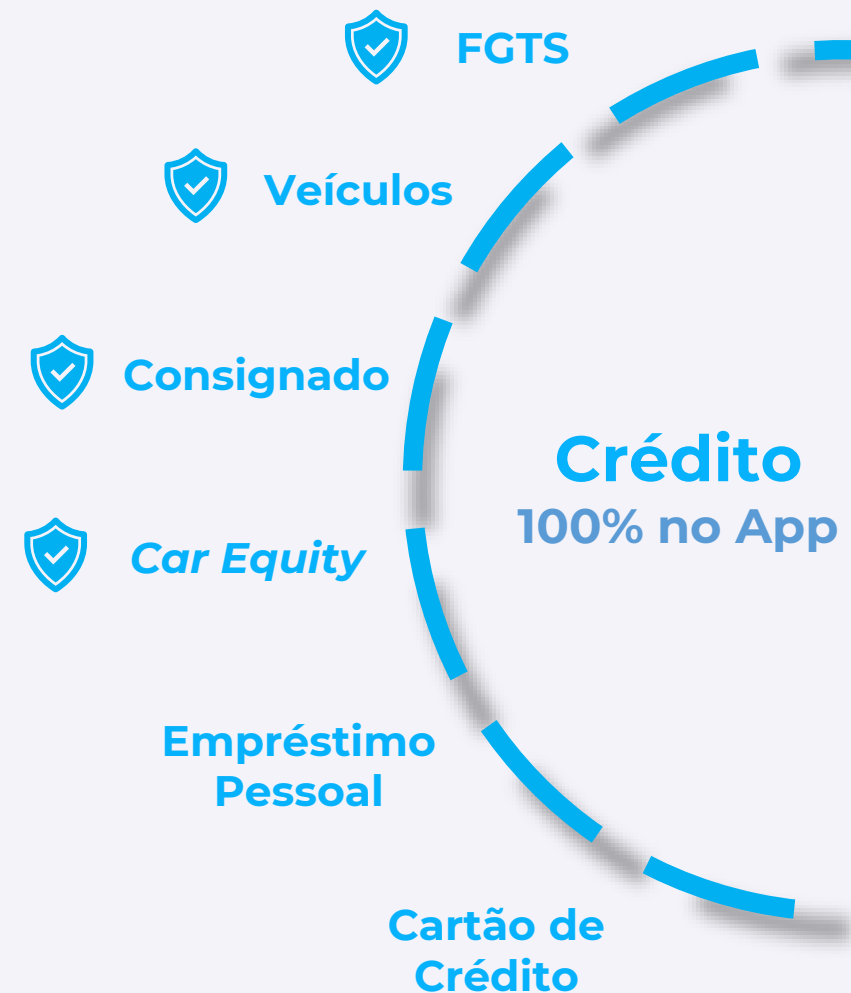 FGTS
Veículos
Consignado
Crédito
100% no App
Car Equity
Empréstimo
Pessoal
Cartão de
Crédito